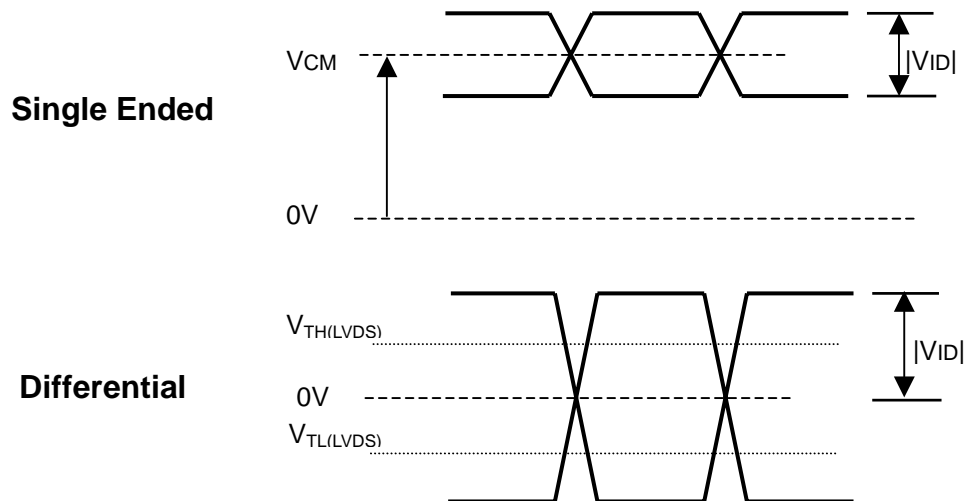 VCM
|VID|
Single Ended
0V
VTH(LVDS)
|VID|
Differential
0V
VTL(LVDS)